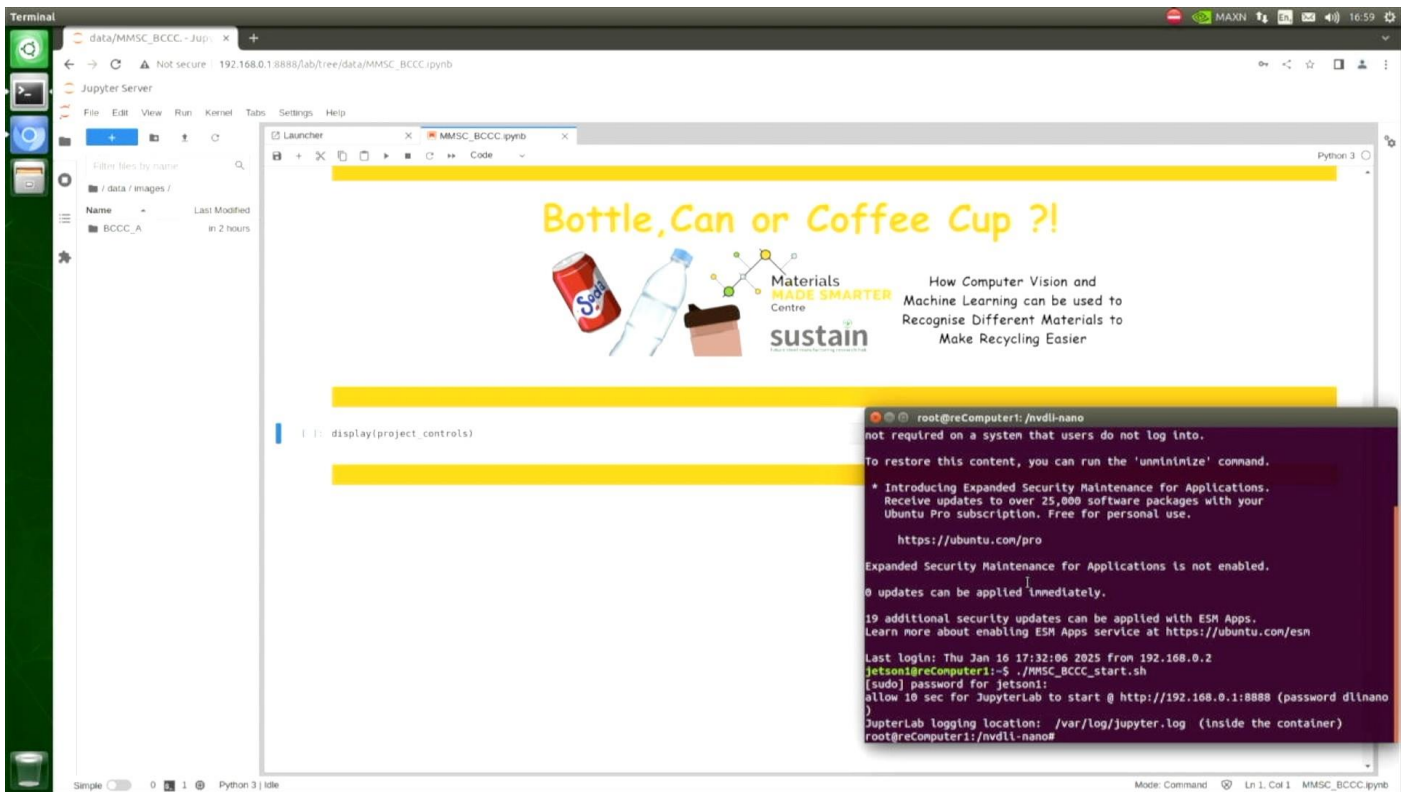 Terminal
MAXN
En
16:59
data/MMSC_BCCC. - Jup
Not secure 192.168.0.1:8888/lab/tree/data/MMSC_BCCC.ipynb
Jupyter Server
File Edit View Run Kernel Tabs Settings Help
Launcher
MMSC_BCCC.ipynb
Code
Python 3
Filter files by name
/ data / images /
Name
Last Modified
BCCC_A
in 2 hours
Bottle,Can or Coffee Cup ?!
Soda
Materials
MADE SMARTER
Centre
sustain
How Computer Vision and
Machine Learning can be used to
Recognise Different Materials to
Make Recycling Easier
[ ]: display(project_controls)
root@reComputer1: /nvdli-nano
not required on a system that users do not log into.
To restore this content, you can run the 'unminimize' command.
* Introducing Expanded Security Maintenance for Applications.
Receive updates to over 25,000 software packages with your
Ubuntu Pro subscription. Free for personal use.
https://ubuntu.com/pro
Expanded Security Maintenance for Applications is not enabled.
0 updates can be applied immediately.
19 additional security updates can be applied with ESM Apps.
Learn more about enabling ESM Apps service at https://ubuntu.com/esm
Last login: Thu Jan 16 17:32:06 2025 from 192.168.0.2
jetson1@reComputer1:~$ ./MMSC_BCCC_start.sh
[sudo] password for jetson1:
allow 10 sec for JupyterLab to start @ http://192.168.0.1:8888 (password dlinano
)
JupterLab logging location: /var/log/jupyter.log (inside the container)
root@reComputer1:/nvdli-nano#
Simple
0
1
Python 3 | Idle
Mode: Command
Ln 1, Col 1
MMSC_BCCC.ipynb